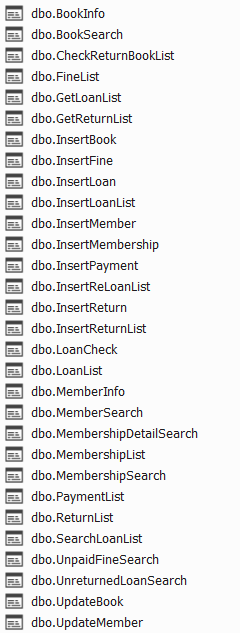 dbo.BookInfo
dbo.BookSearch
dbo.CheckReturnBookList
dbo.FineList
dbo.GetLoanList
dbo.GetReturnList
dbo.InsertBook
dbo.InsertFine
dbo.InsertLoan
dbo.InsertLoanList
dbo.InsertMember
dbo.InsertMembership
dbo.InsertPayment
dbo.InsertReLoanList
dbo.InsertReturn
dbo.InsertReturnList
dbo.LoanCheck
dbo.LoanList
dbo.MemberInfo
dbo.MemberSearch
dbo.MembershipDetailSearch
dbo.MembershipList
dbo.MembershipSearch
dbo.PaymentList
dbo.ReturnList
dbo.SearchLoanList
dbo.UnpaidFineSearch
dbo.UnreturnedLoanSearch
dbo.UpdateBook
dbo.UpdateMember